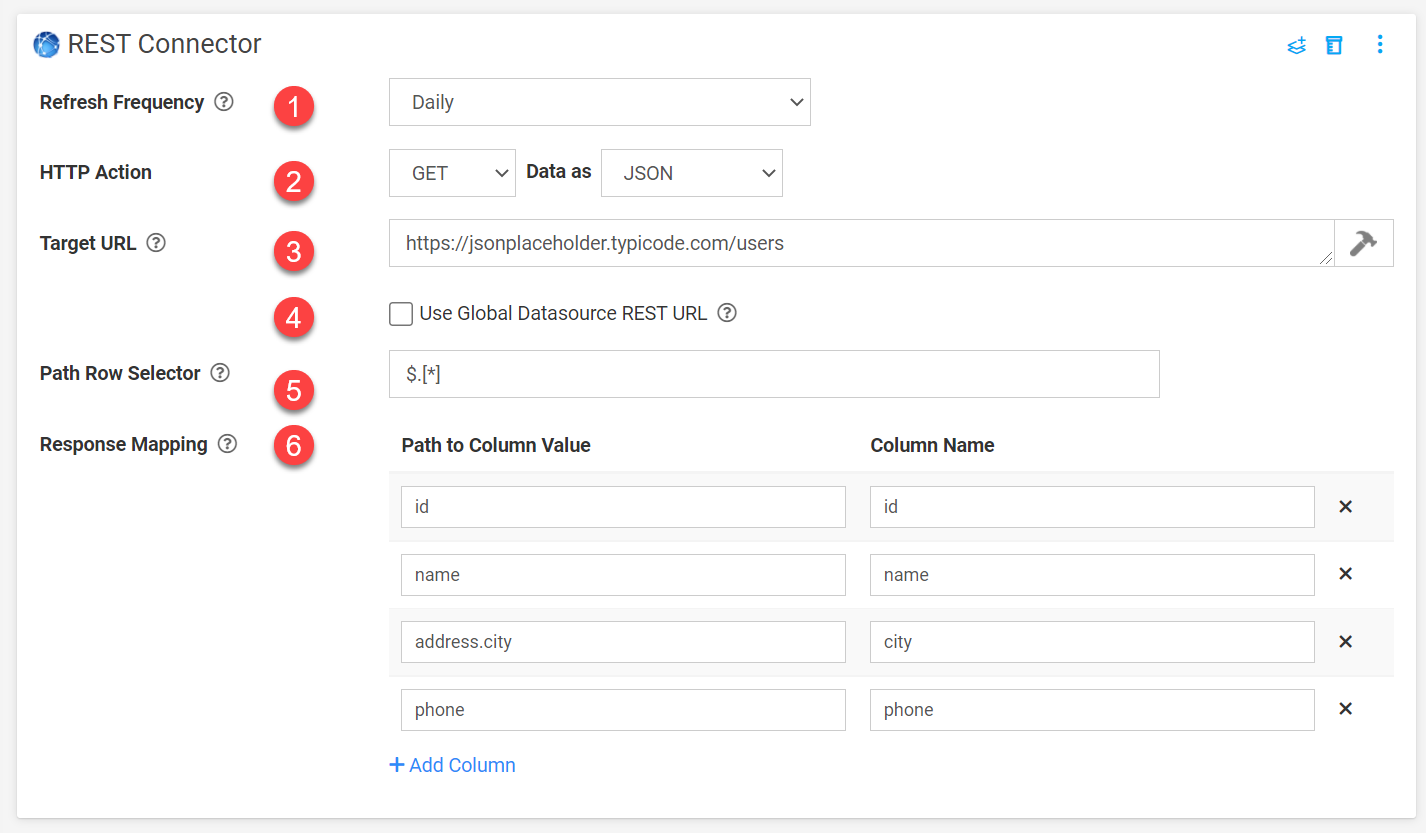 REST Connector
Refresh Frequency ? 1 Daily
HTTP Action 2 GET Data as JSON
Target URL ? 3 https://jsonplaceholder.typicode.com/users
4 Use Global Datasource REST URL ?
Path Row Selector ? 5 $.[*]
Response Mapping ? 6 Path to Column Value Column Name
id id
name name
address.city city
phone phone
+ Add Column